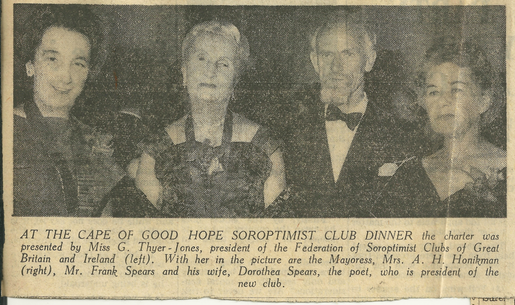 AT THE CAPE OF GOOD HOPE SOROPTIMIST CLUB DINNER the charter was
presented by Miss G. Thyer-Jones, president of the Federation of Soroptimist Clubs of Great
Britain and Ireland (left). With her in the picture are the Mayoress, Mrs. A. H. Honikman
(right), Mr. Frank Spears and his wife, Dorothea Spears, the poet, who is president of the
new club.